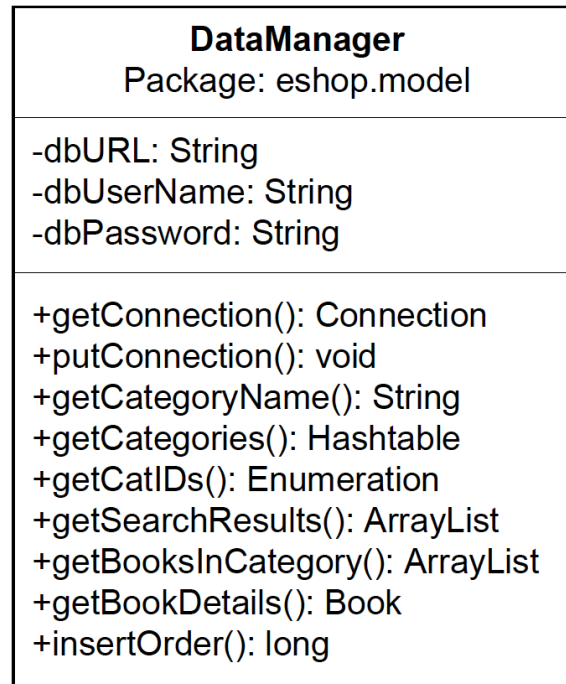 DataManager
Package: eshop.model
-dbURL: String
-dbUserName: String
-dbPassword: String
+getConnection(): Connection
+putConnection(): void
+getCategoryName(): String
+getCategories(): Hashtable
+getCatIDs(): Enumeration
+getSearchResults(): ArrayList
+getBooksInCategory(): ArrayList
+getBookDetails(): Book
+insertOrder(): long